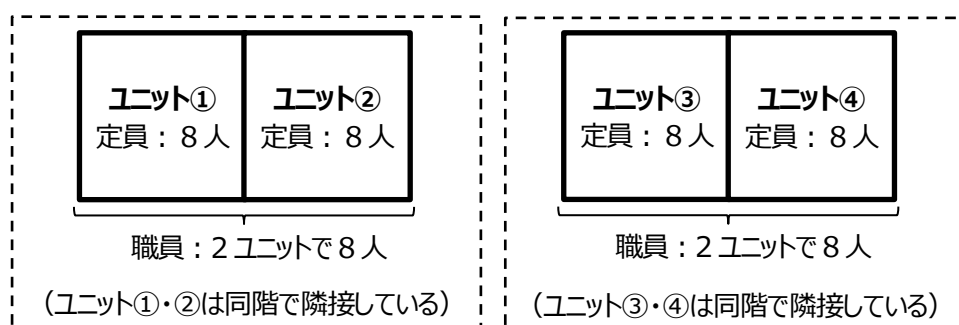 ユニット①
定員：８人
ユニット②
定員：８人
職員：２ユニットで８人
（ユニット①・②は同階で隣接している）
ユニット③
定員：８人
ユニット④
定員：８人
職員：２ユニットで８人
（ユニット③・④は同階で隣接している）